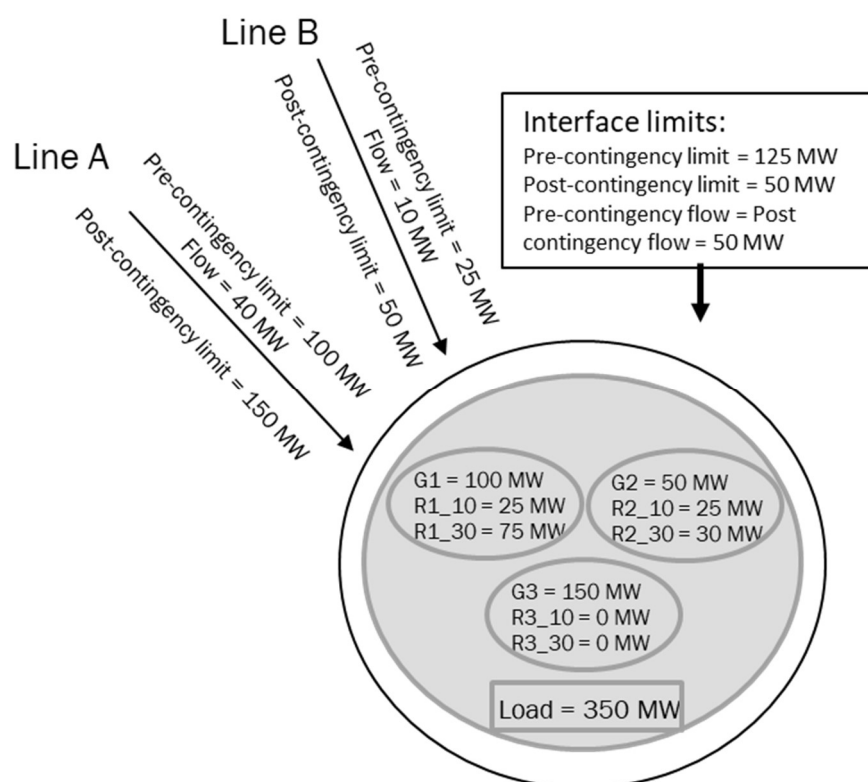 Line B
Pre-contingency limit = 25 MW
Flow = 10 MW
Post-contingency limit = 50 MW
Line A
Pre-contingency limit = 100 MW
Flow = 40 MW
Post-contingency limit = 150 MW
Interface limits:
Pre-contingency limit = 125 MW
Post-contingency limit = 50 MW
Pre-contingency flow = Post
contingency flow = 50 MW
G1 = 100 MW
R1_10 = 25 MW
R1_30 = 75 MW
G2 = 50 MW
R2_10 = 25 MW
R2_30 = 30 MW
G3 = 150 MW
R3_10 = 0 MW
R3_30 = 0 MW
Load = 350 MW